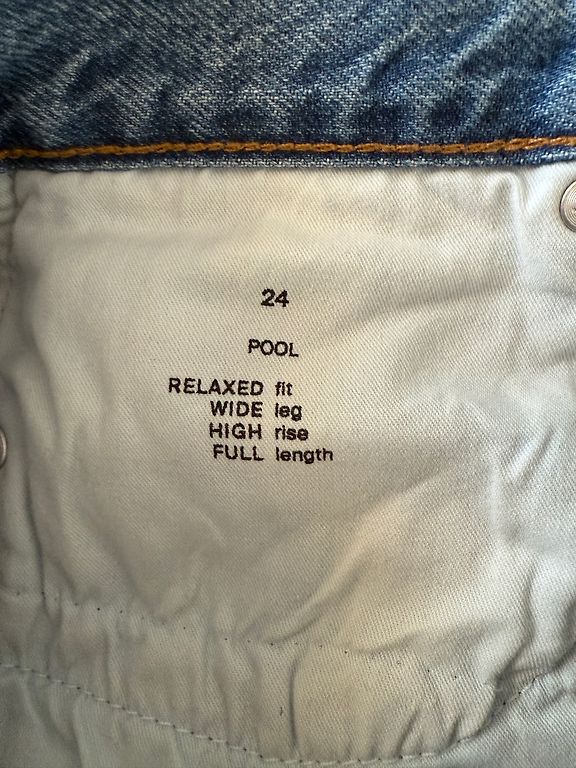 24
POOL
RELAXED fit
WIDE leg
HIGH rise
FULL length